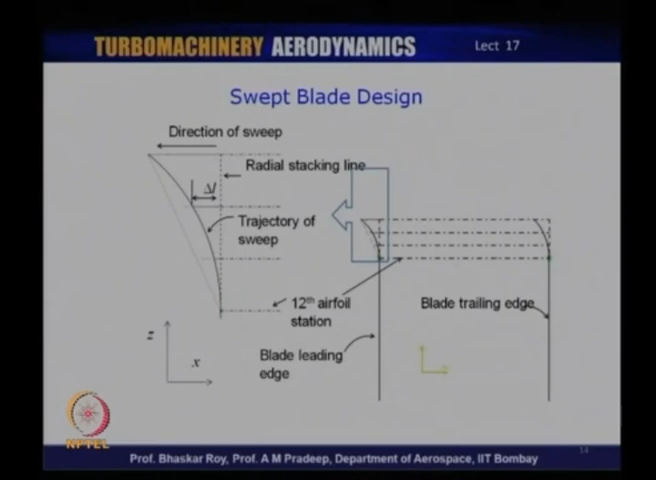 TURBOMACHINERY AERODYNAMICS
Lect 17
Swept Blade Design
Direction of sweep
Radial stacking line
Δl
Trajectory of
sweep
12th airfoil
station
Blade trailing edge
Blade leading
edge
z
x
NPTEL
14
Prof. Bhaskar Roy, Prof. A M Pradeep, Department of Aerospace, IIT Bombay